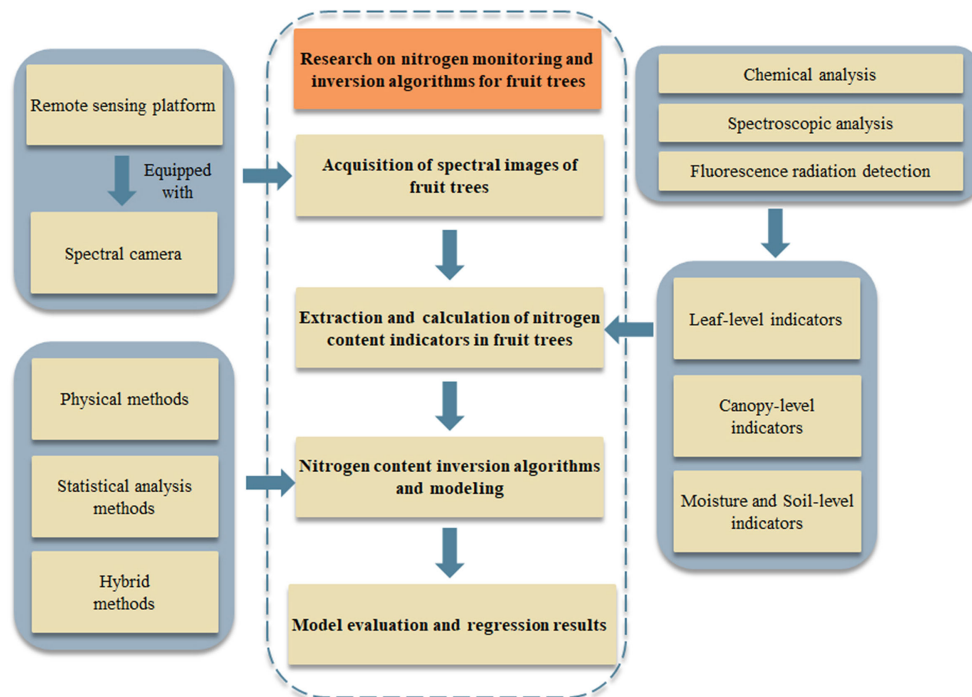 Remote sensing platform
Equipped
with
Spectral camera
Physical methods
Statistical analysis
methods
Hybrid
methods
Research on nitrogen monitoring and
inversion algorithms for fruit trees
Acquisition of spectral images of
fruit trees
Extraction and calculation of nitrogen
content indicators in fruit trees
Nitrogen content inversion algorithms
and modeling
Model evaluation and regression results
Chemical analysis
Spectroscopic analysis
Fluorescence radiation detection
Leaf-level indicators
Canopy-level
indicators
Moisture and Soil-level
indicators